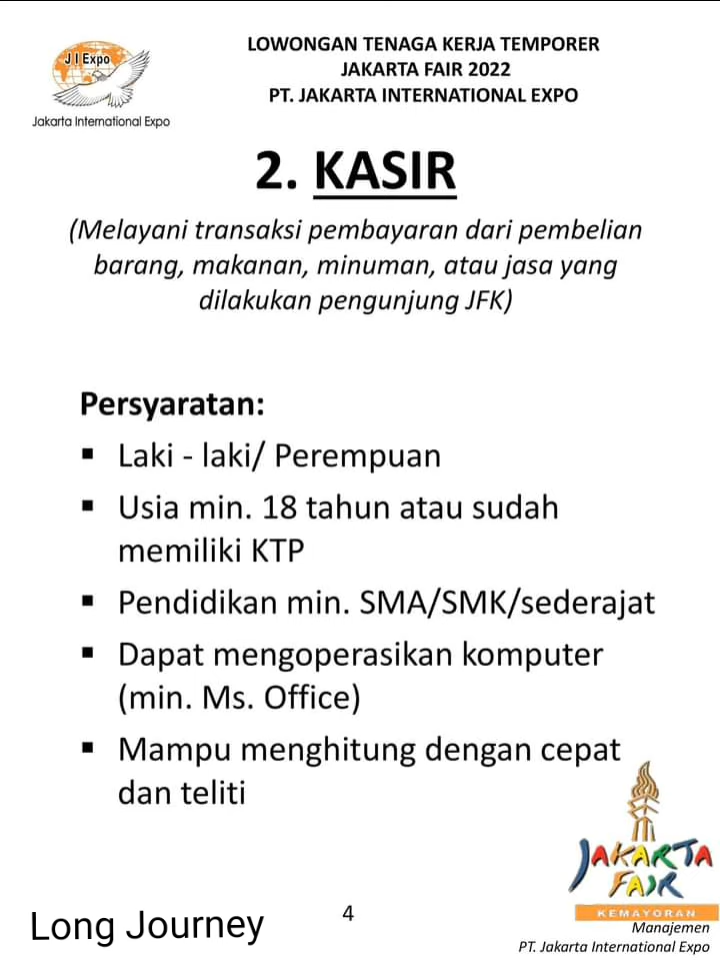 J I Expo
Jakarta International Expo
LOWONGAN TENAGA KERJA TEMPORER
JAKARTA FAIR 2022
PT. JAKARTA INTERNATIONAL EXPO
2. KASIR
(Melayani transaksi pembayaran dari pembelian
barang, makanan, minuman, atau jasa yang
dilakukan pengunjung JFK)
Persyaratan:
▪ Laki - laki/ Perempuan
▪ Usia min. 18 tahun atau sudah
memiliki KTP
▪ Pendidikan min. SMA/SMK/sederajat
▪ Dapat mengoperasikan komputer
(min. Ms. Office)
▪ Mampu menghitung dengan cepat
dan teliti
JAKARTA
FAIR
KEMAYORAN
Long Journey
4
Manajemen
PT. Jakarta International Expo